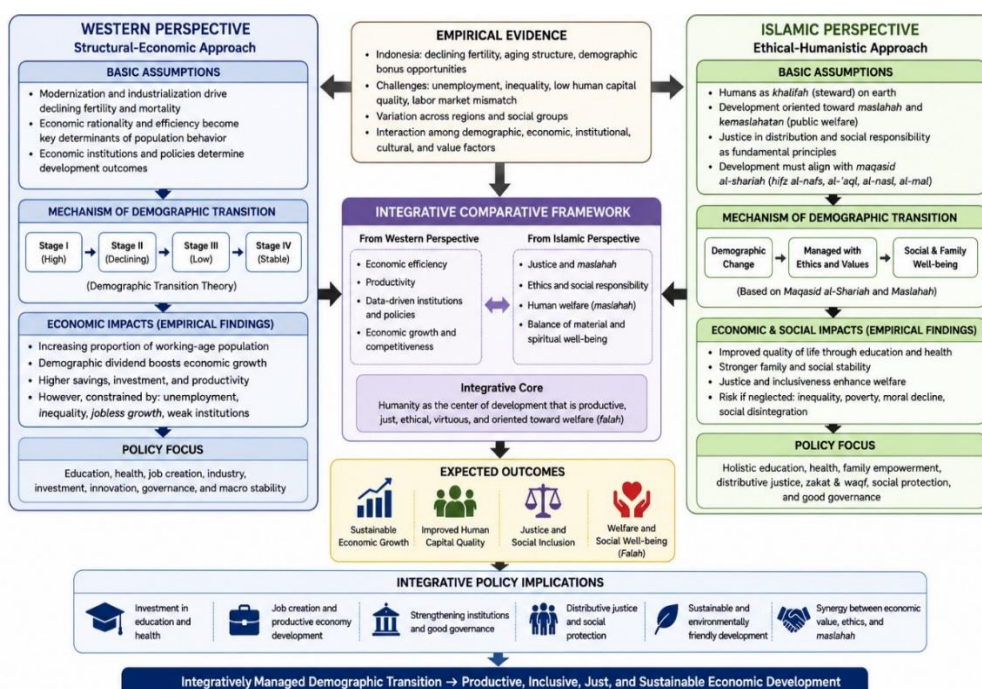 WESTERN PERSPECTIVE
Structural-Economic Approach
BASIC ASSUMPTIONS
• Modernization and industrialization drive
declining fertility and mortality
• Economic rationality and efficiency become
key determinants of population behavior
• Economic institutions and policies determine
development outcomes
MECHANISM OF DEMOGRAPHIC TRANSITION
Stage I
(High)
Stage II
(Declining)
Stage III
(Low)
Stage IV
(Stable)
(Demographic Transition Theory)
ECONOMIC IMPACTS (EMPIRICAL FINDINGS)
• Increasing proportion of working-age population
• Demographic dividend boosts economic growth
• Higher savings, investment, and productivity
• However, constrained by: unemployment,
inequality, jobless growth, weak institutions
POLICY FOCUS
Education, health, job creation, industry,
investment, innovation, governance, and macro stability
EMPIRICAL EVIDENCE
• Indonesia: declining fertility, aging structure, demographic
bonus opportunities
• Challenges: unemployment, inequality, low human capital
quality, labor market mismatch
• Variation across regions and social groups
• Interaction among demographic, economic, institutional,
cultural, and value factors
INTEGRATIVE COMPARATIVE FRAMEWORK
From Western Perspective
• Economic efficiency
• Productivity
• Data-driven institutions
and policies
• Economic growth and
competitiveness
From Islamic Perspective
• Justice and maslahah
• Ethics and social responsibility
• Human welfare (maslahah)
• Balance of material and
spiritual well-being
Integrative Core
Humanity as the center of development that is productive,
just, ethical, virtuous, and oriented toward welfare (falah)
EXPECTED OUTCOMES
Sustainable
Economic Growth
Improved Human
Capital Quality
Justice and
Social Inclusion
Welfare and
Social Well-being
(Falah)
ISLAMIC PERSPECTIVE
Ethical-Humanistic Approach
BASIC ASSUMPTIONS
• Humans as khalifah (steward) on earth
• Development oriented toward maslahah and
kemaslahatan (public welfare)
• Justice in distribution and social responsibility
as fundamental principles
• Development must align with maqasid
al-shariah (hifz al-nafs, al-'aql, al-nasl, al-mal)
MECHANISM OF DEMOGRAPHIC TRANSITION
Demographic
Change
Managed with
Ethics and Values
Social & Family
Well-being
(Based on Maqasid al-Shariah and Maslahah)
ECONOMIC & SOCIAL IMPACTS (EMPIRICAL FINDINGS)
• Improved quality of life through education and health
• Stronger family and social stability
• Justice and inclusiveness enhance welfare
• Risk if neglected: inequality, poverty, moral decline,
social disintegration
POLICY FOCUS
Holistic education, health, family empowerment,
distributive justice, zakat & waqf, social protection,
and good governance
INTEGRATIVE POLICY IMPLICATIONS
Investment in
education and
health
Job creation and
productive economy
development
Strengthening institutions
and good governance
Distributive justice
and social
protection
Sustainable and
environmentally
friendly development
Synergy between economic
value, ethics, and
maslahah
Integratively Managed Demographic Transition → Productive, Inclusive, Just, and Sustainable Economic Development